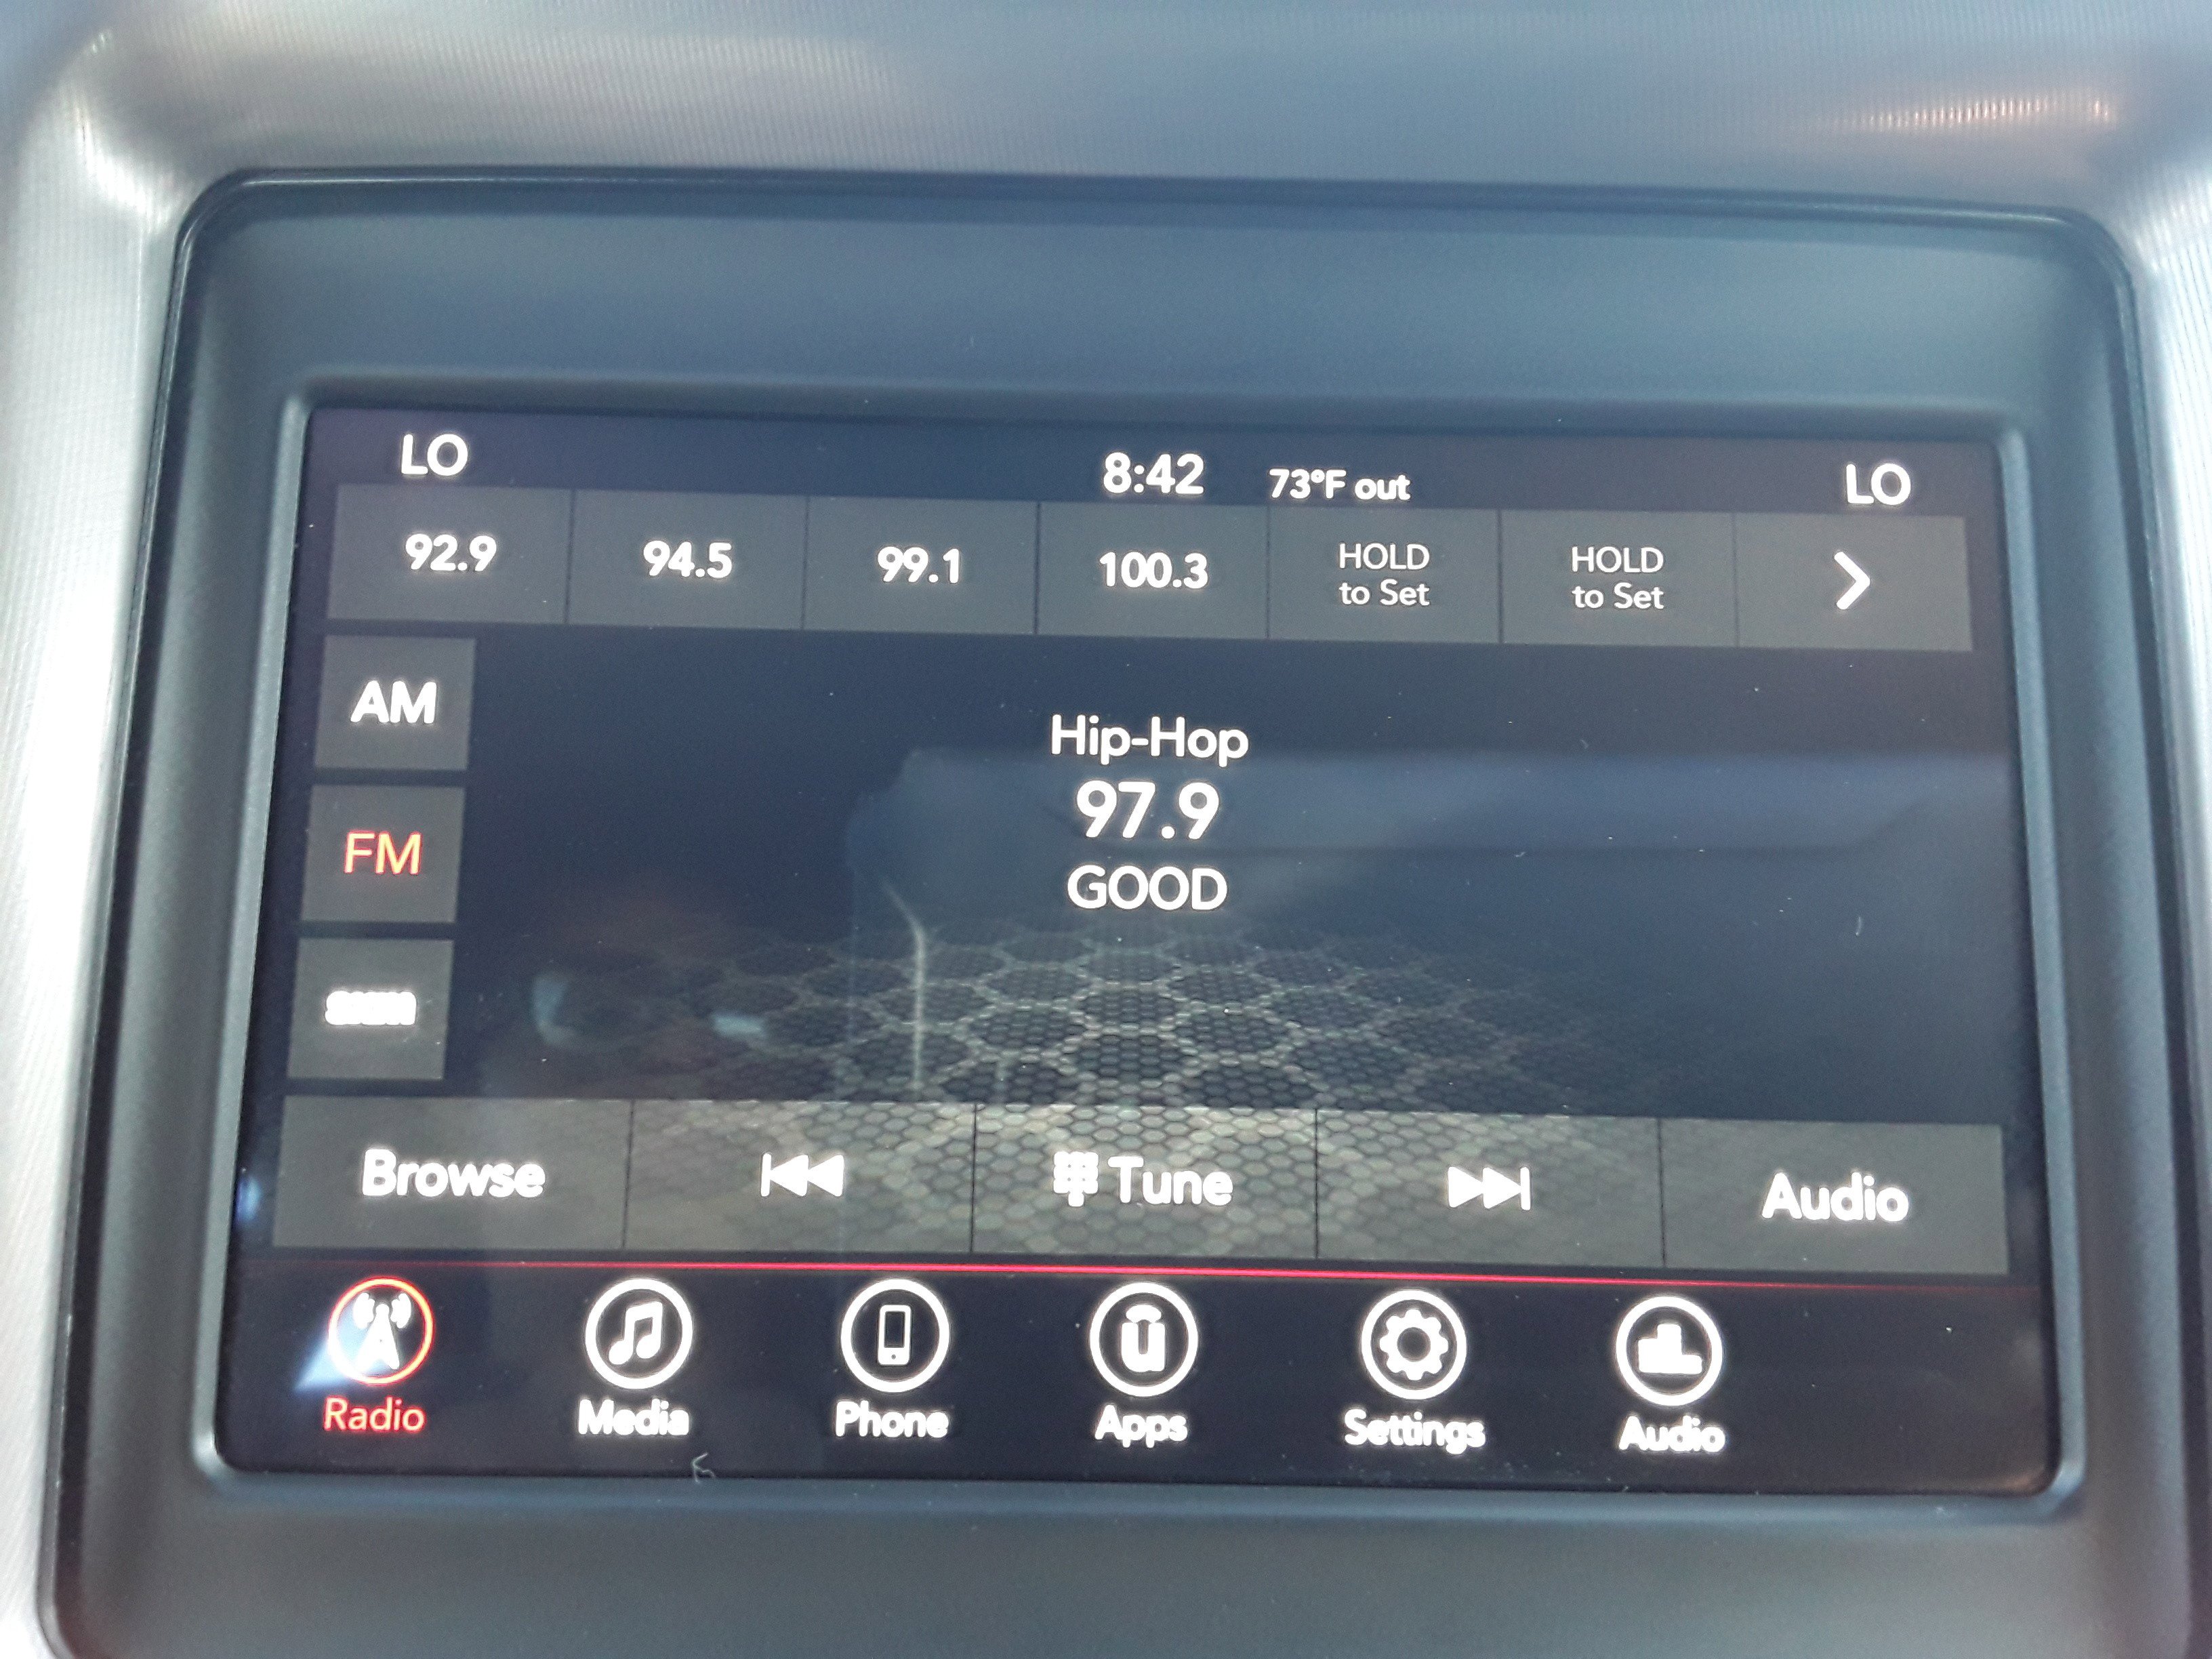 LO 8:42 73°F out LO
92.9 94.5 99.1 100.3 HOLD to Set HOLD to Set
AM
Hip-Hop
97.9
FM
GOOD
Browse Tune Audio
Radio Media Phone Apps Settings Audio